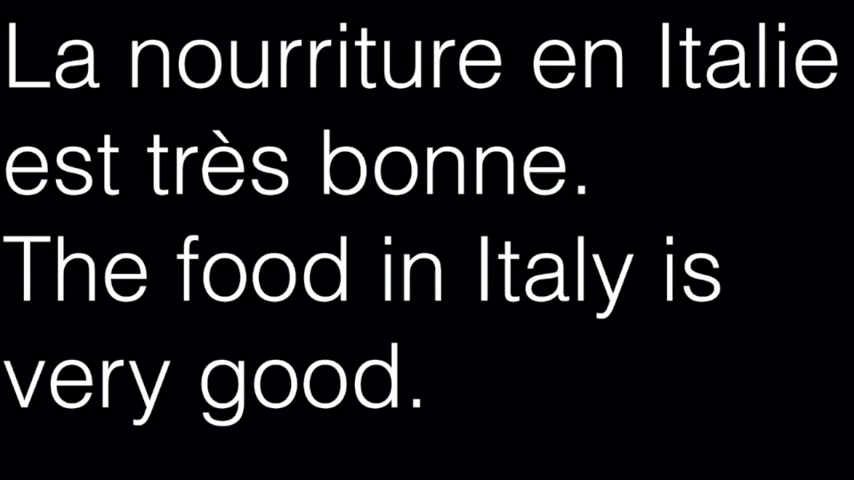 La nourriture en Italie
est très bonne.
The food in Italy is
very good.